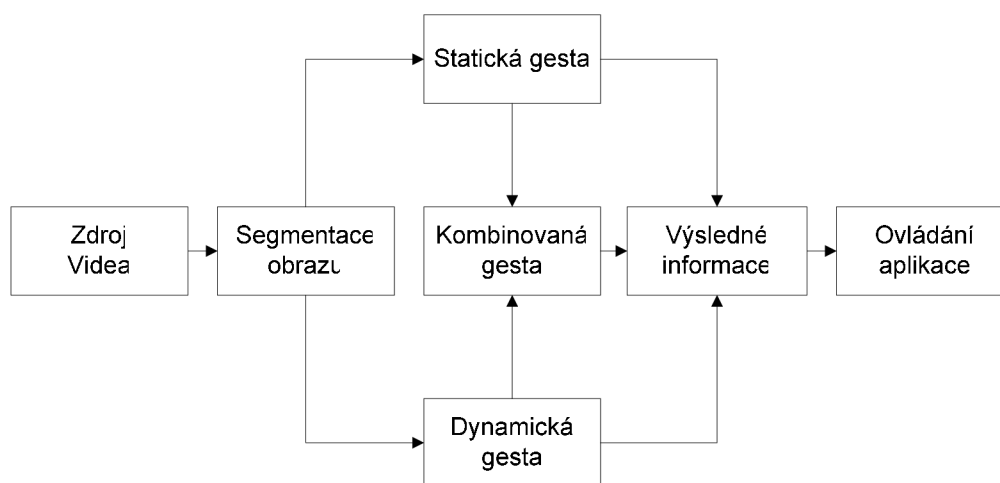 Statická gesta
Zdroj
Videa
Segmentace
obrazu
Kombinovaná
gesta
Výsledné
informace
Ovládání
aplikace
Dynamická
gesta